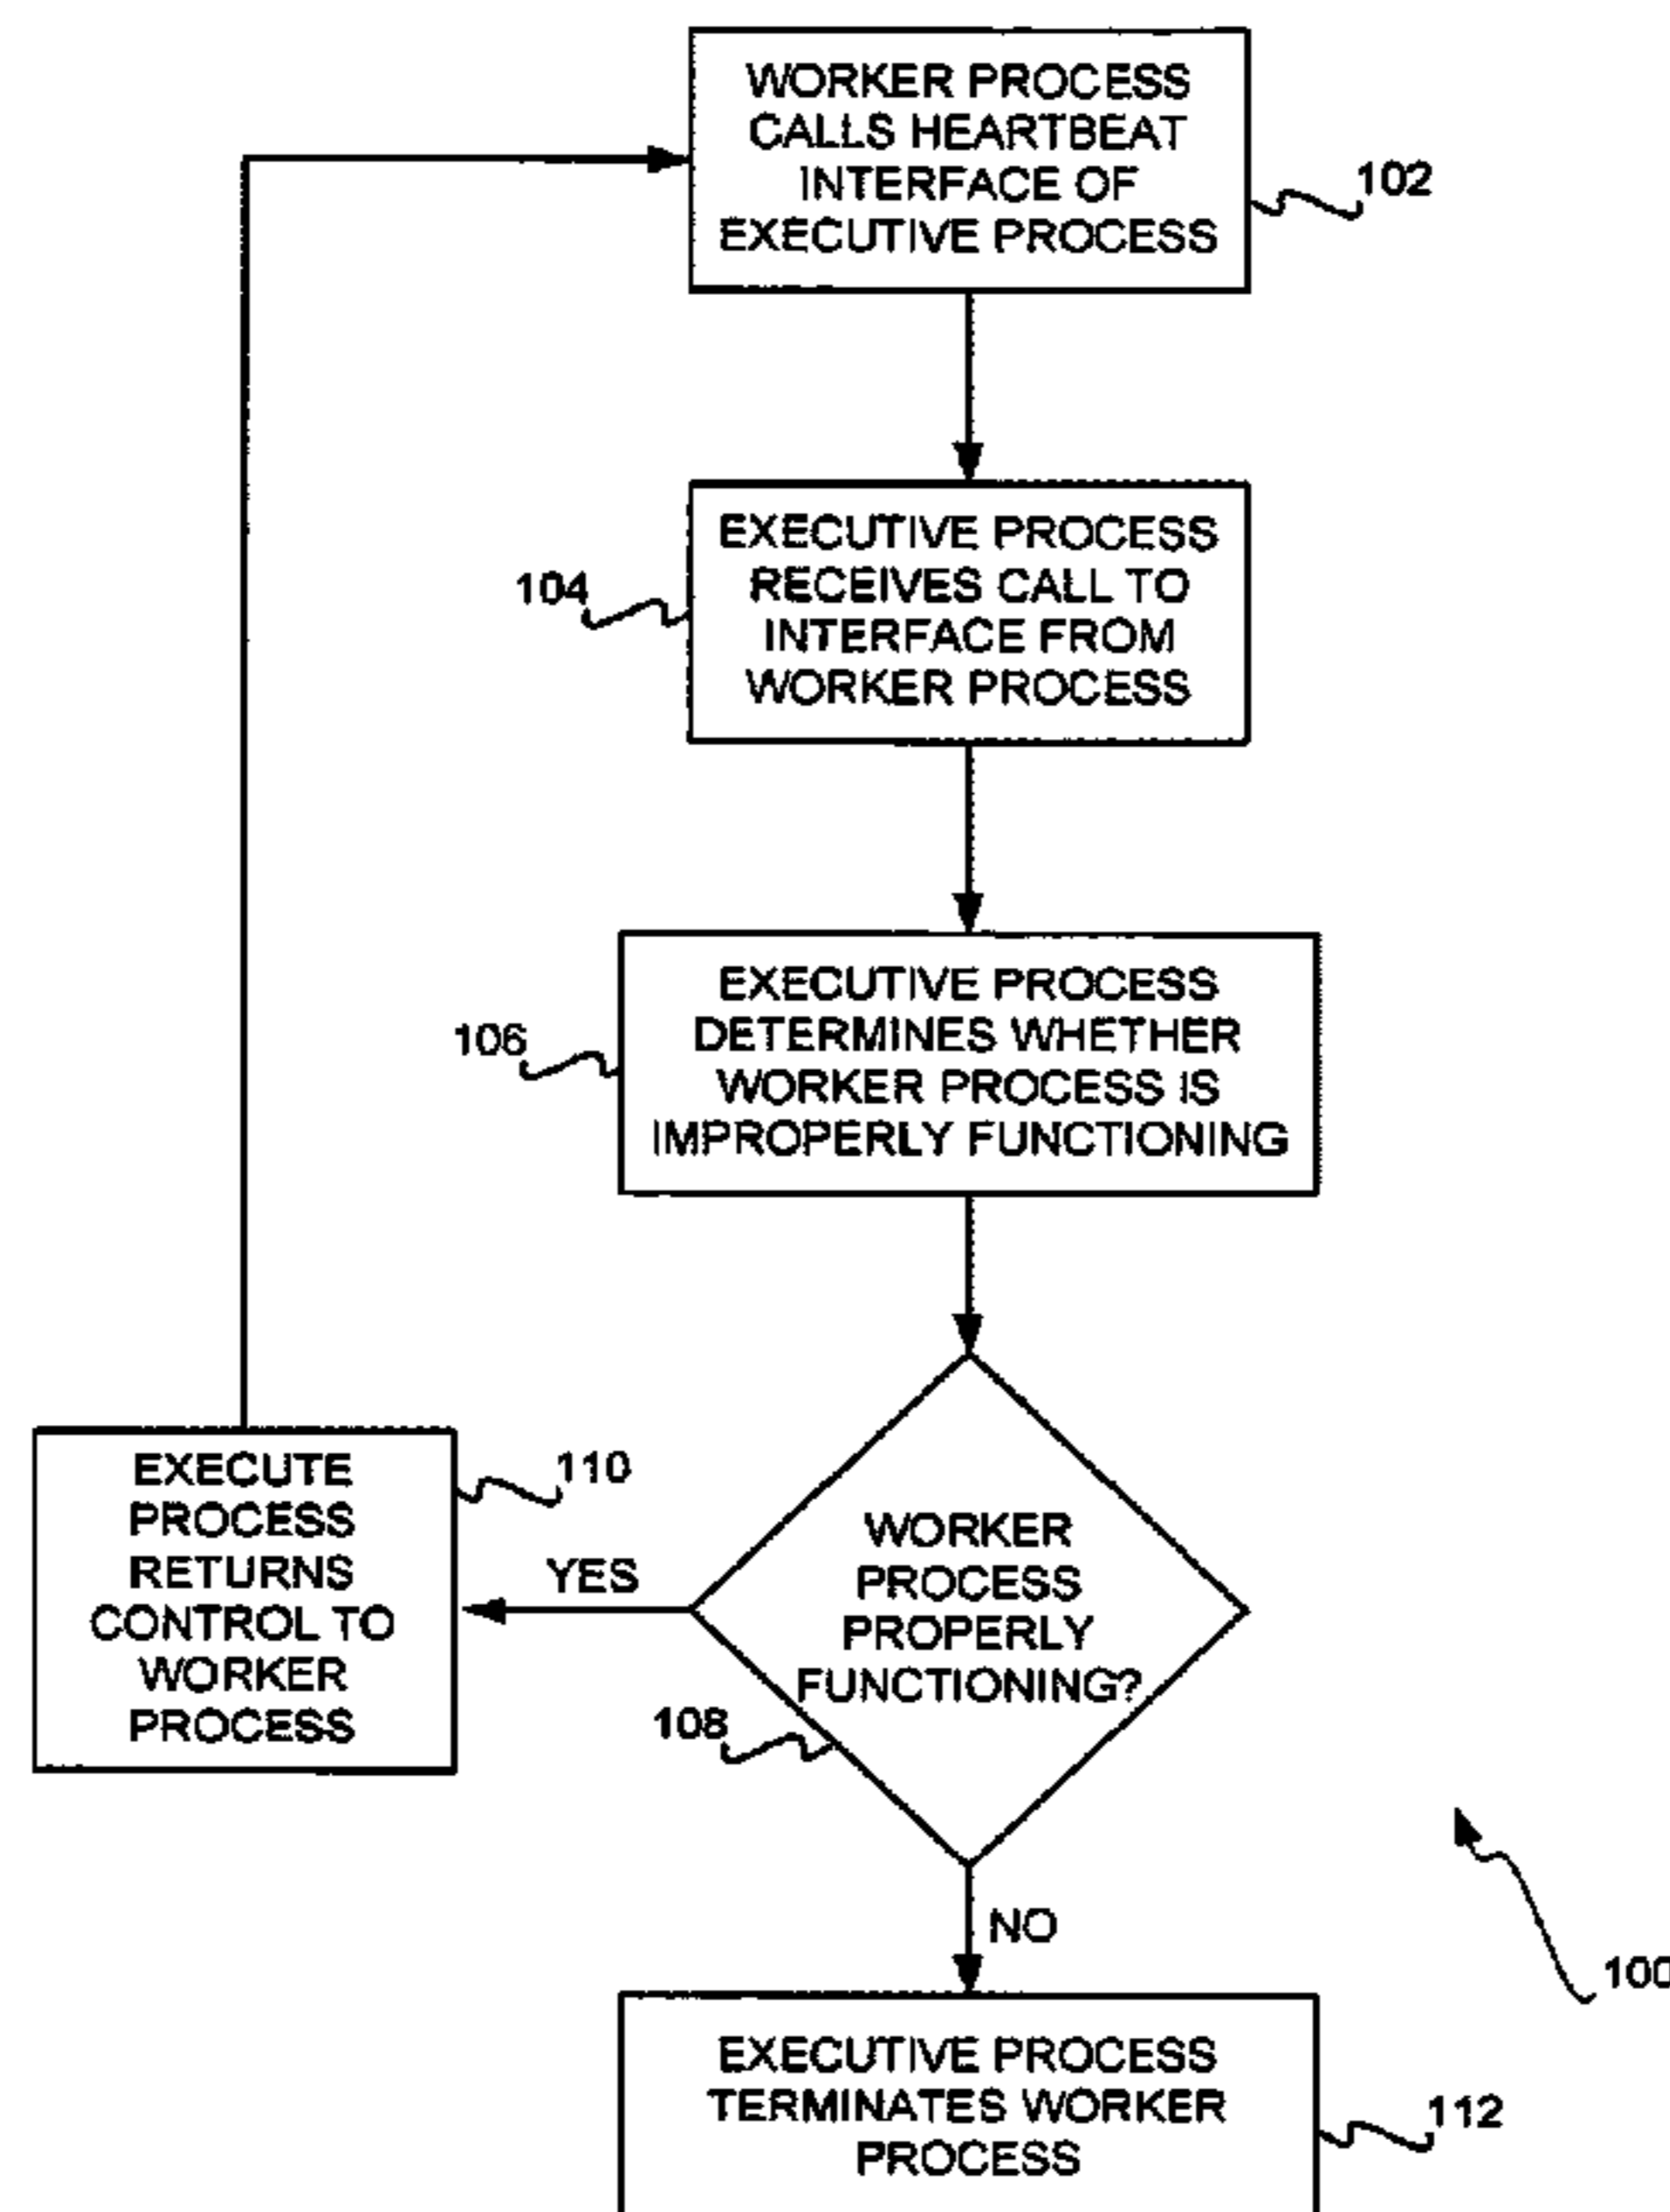 WORKER PROCESS
CALLS HEARTBEAT
INTERFACE OF
EXECUTIVE PROCESS
102
EXECUTIVE PROCESS
RECEIVES CALL TO
INTERFACE FROM
WORKER PROCESS
104
EXECUTIVE PROCESS
DETERMINES WHETHER
WORKER PROCESS IS
IMPROPERLY FUNCTIONING
106
WORKER
PROCESS
PROPERLY
FUNCTIONING?
108
YES
EXECUTE
PROCESS
RETURNS
CONTROL TO
WORKER
PROCESS
110
NO
100
EXECUTIVE PROCESS
TERMINATES WORKER
PROCESS
112